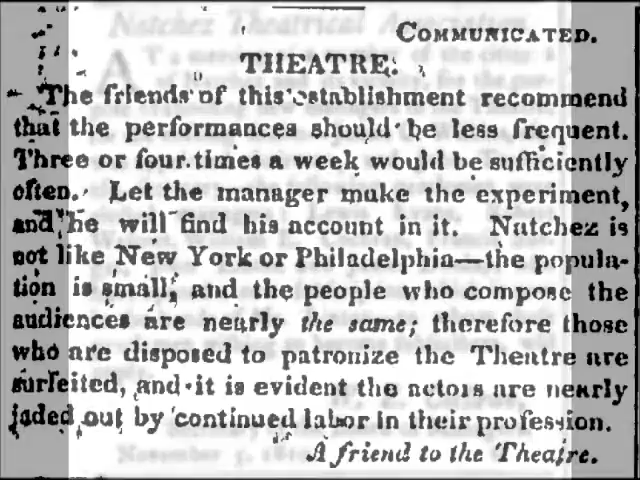 COMMUNICATED.
THEATRE.
The friends of this establishment recommend
that the performances should be less frequent.
Three or four times a week would be sufficiently
often. Let the manager make the experiment,
and he will find his account in it. Natchez is
not like New York or Philadelphia—the popula-
tion is small, and the people who compose the
audiences are nearly the same; therefore those
who are disposed to patronize the Theatre are
surfeited, and it is evident the actors are nearly
jaded out by continued labor in their profession.
A friend to the Theatre.